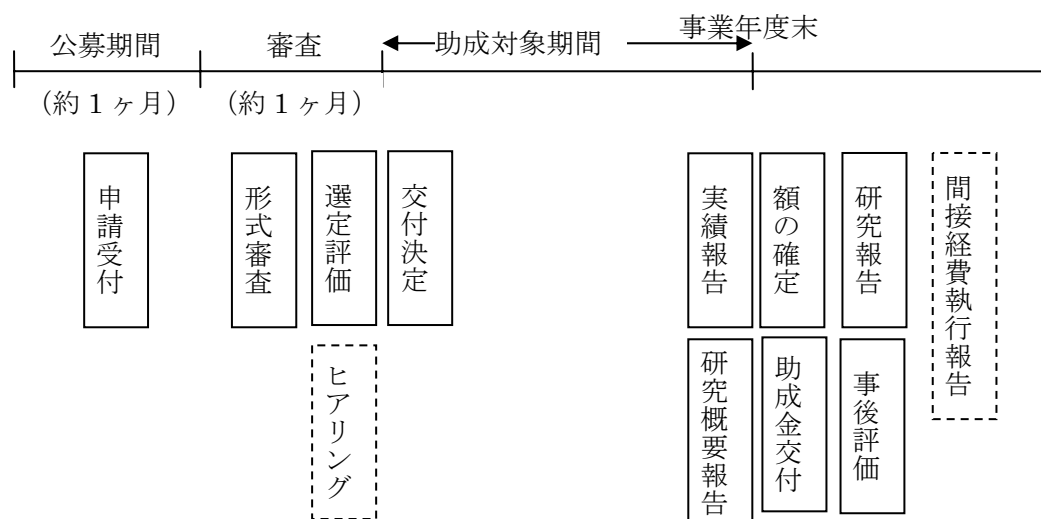 公募期間
審査
助成対象期間
事業年度末
(約1ヶ月)
(約1ヶ月)
申請受付
形式審査
選定評価
交付決定
実績報告
額の確定
研究報告
間接経費執行報告
ヒアリング
研究概要報告
助成金交付
事後評価